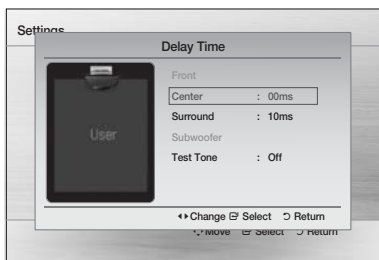 Settings
Delay Time
User
Front
Center : 00ms
Surround : 10ms
Subwoofer
Test Tone : Off
Change Select Return
Move Select Return